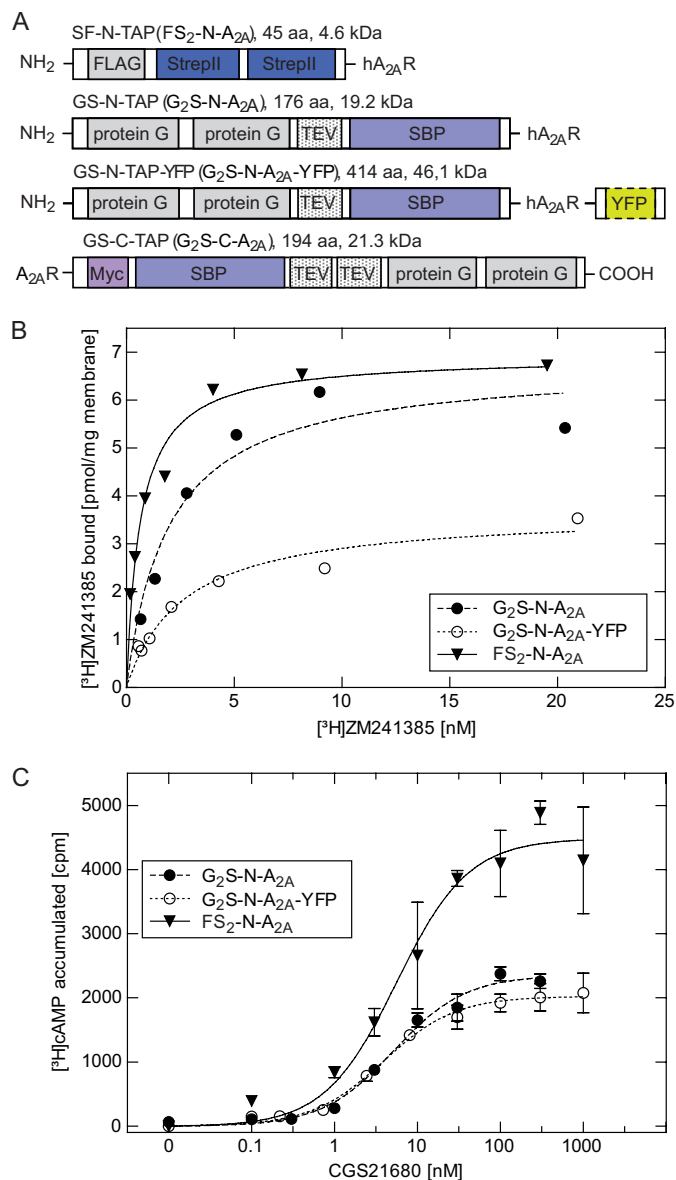 A
SF-N-TAP (FS2-N-A2A), 45 aa, 4.6 kDa
NH2 FLAG StrepII StrepII hA2AR
GS-N-TAP (G2S-N-A2A), 176 aa, 19.2 kDa
NH2 protein G protein G TEV SBP hA2AR
GS-N-TAP-YFP (G2S-N-A2A-YFP), 414 aa, 46,1 kDa
NH2 protein G protein G TEV SBP hA2AR YFP
GS-C-TAP (G2S-C-A2A), 194 aa, 21.3 kDa
A2AR Myc SBP TEV TEV protein G protein G COOH
B
[³H]ZM241385 bound [pmol/mg membrane]
7
6
5
4
3
2
1
0
G2S-N-A2A
G2S-N-A2A-YFP
FS2-N-A2A
0 5 10 15 20 25
[³H]ZM241385 [nM]
C
[³H]cAMP accumulated [cpm]
5000
4000
3000
2000
1000
0
G2S-N-A2A
G2S-N-A2A-YFP
FS2-N-A2A
0 0.1 1 10 100 1000
CGS21680 [nM]